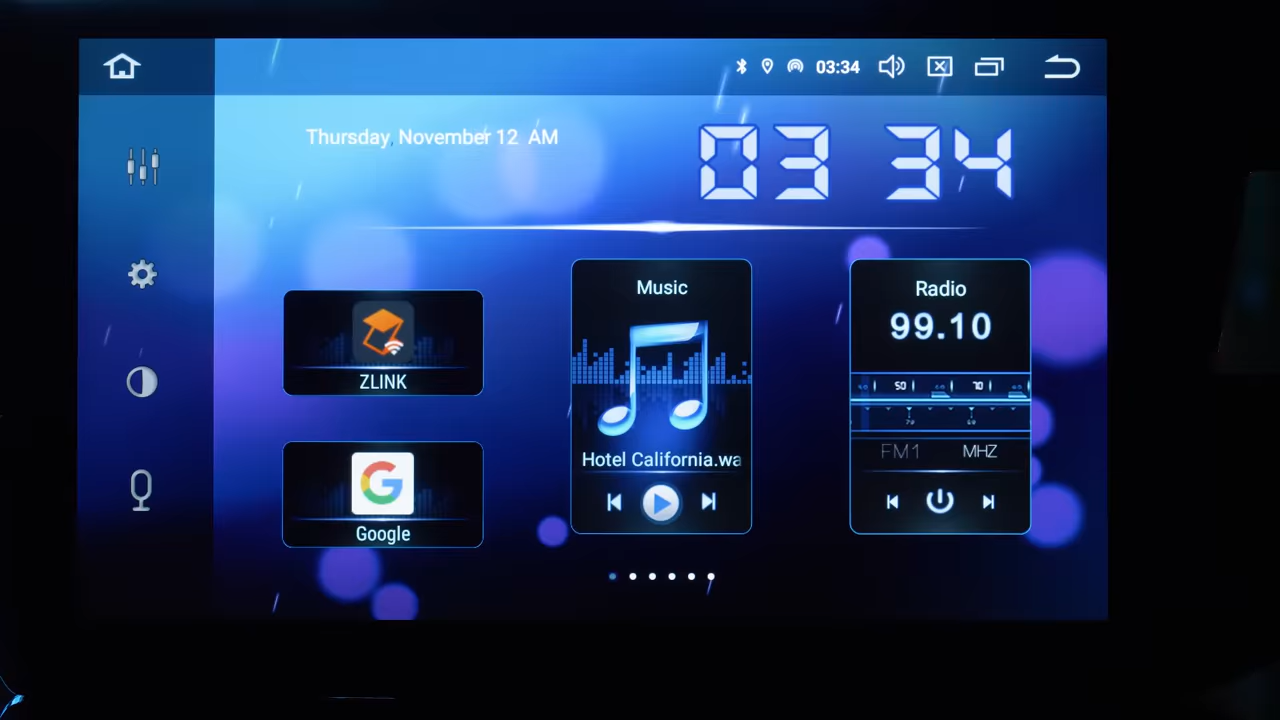 03:34
Thursday, November 12 AM
03 34
ZLINK
Google
Music
Hotel California.wa
Radio
99.10
50
70
FM1
MHZ